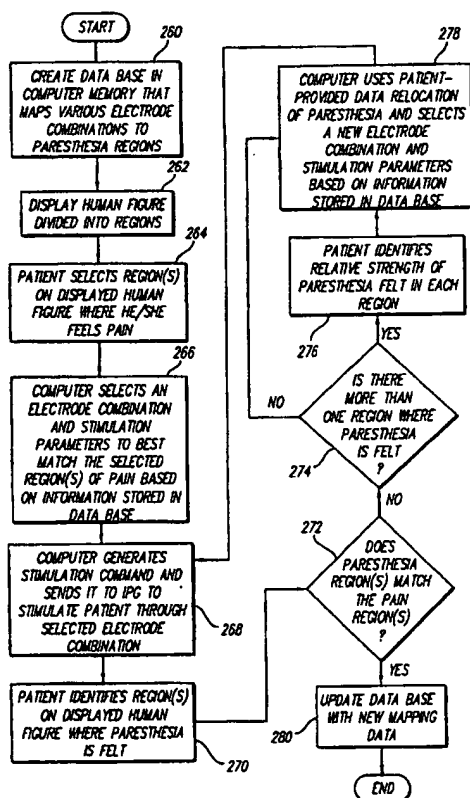 START
260
CREATE DATA BASE IN
COMPUTER MEMORY THAT
MAPS VARIOUS ELECTRODE
COMBINATIONS TO
PARESTHESIA REGIONS
262
DISPLAY HUMAN FIGURE
DIVIDED INTO REGIONS
264
PATIENT SELECTS REGION(S)
ON DISPLAYED HUMAN
FIGURE WHERE HE/SHE
FEELS PAIN
266
COMPUTER SELECTS AN
ELECTRODE COMBINATION
AND STIMULATION
PARAMETERS TO BEST
MATCH THE SELECTED
REGION(S) OF PAIN BASED
ON INFORMATION STORED IN
DATA BASE
COMPUTER GENERATES
STIMULATION COMMAND AND
SENDS IT TO IPG TO
STIMULATE PATIENT THROUGH
SELECTED ELECTRODE
COMBINATION
268
PATIENT IDENTIFIES REGION(S)
ON DISPLAYED HUMAN
FIGURE WHERE PARESTHESIA
IS FELT
270
272
DOES
PARESTHESIA
REGION(S) MATCH
THE PAIN
REGION(S)
?
NO
YES
IS THERE
MORE THAN
ONE REGION WHERE
PARESTHESIA
IS FELT
?
274
NO
YES
PATIENT IDENTIFIES
RELATIVE STRENGTH OF
PARESTHESIA FELT IN EACH
REGION
276
278
COMPUTER USES PATIENT-
PROVIDED DATA RELOCATION
OF PARESTHESIA AND SELECTS
A NEW ELECTRODE
COMBINATION AND
STIMULATION PARAMETERS
BASED ON INFORMATION
STORED IN DATA BASE
UPDATE DATA BASE
WITH NEW MAPPING
DATA
280
END